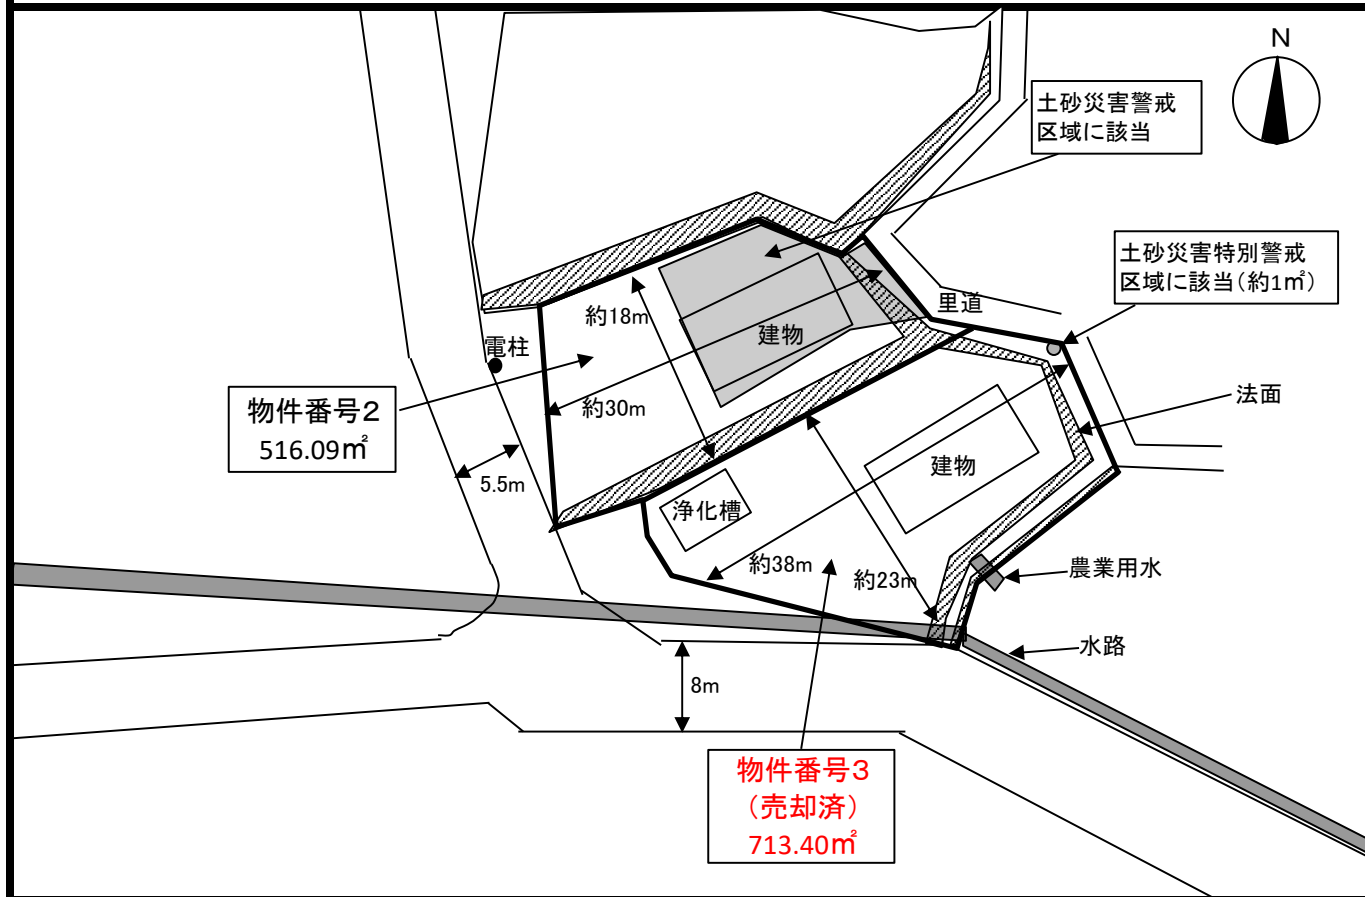 N
土砂災害警戒
区域に該当
土砂災害特別警戒
区域に該当(約1㎡)
里道
約18m
建物
電柱
物件番号2
516.09㎡
約30m
法面
5.5m
建物
浄化槽
約38m
約23m
農業用水
水路
8m
物件番号3
(売却済)
713.40㎡